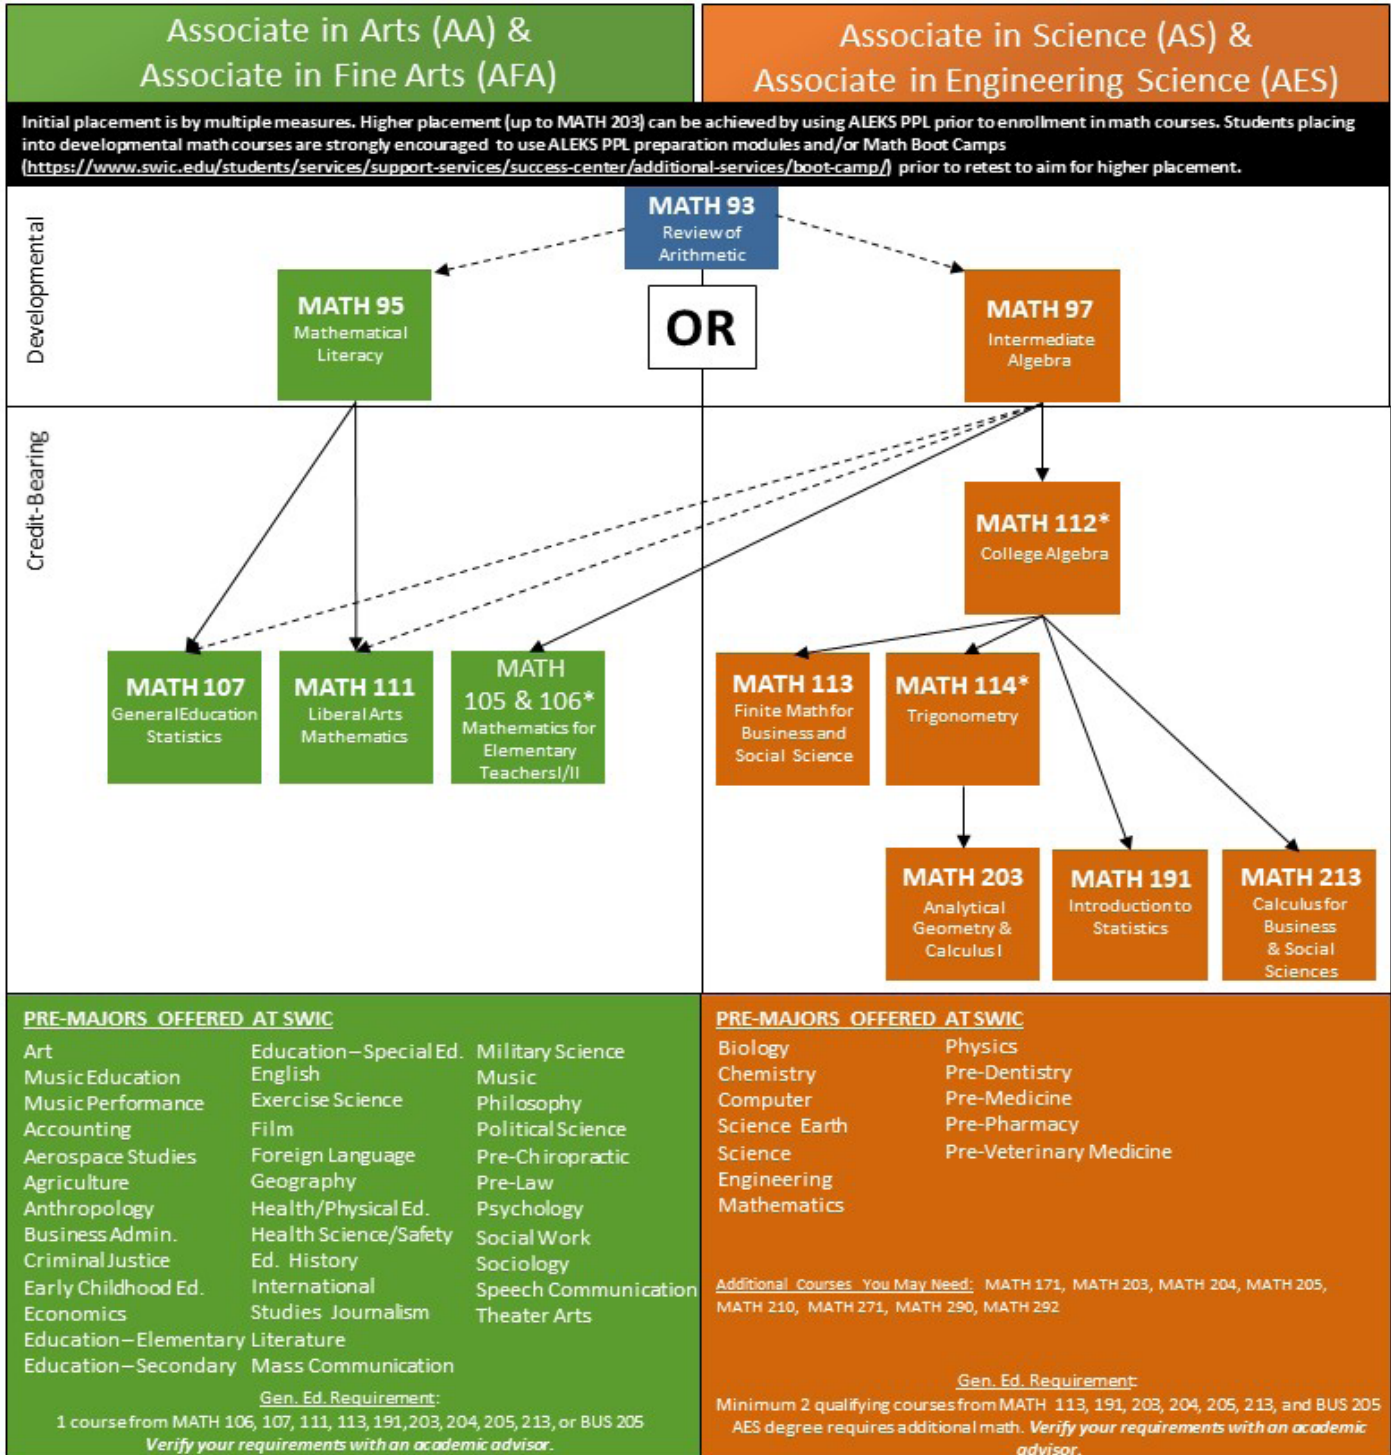 Associate in Arts (AA) &
Associate in Fine Arts (AFA)
Associate in Science (AS) &
Associate in Engineering Science (AES)
Initial placement is by multiple measures. Higher placement (up to MATH 203) can be achieved by using ALEKS PPL prior to enrollment in math courses. Students placing
into developmental math courses are strongly encouraged to use ALEKS PPL preparation modules and/or Math Boot Camps
(https://www.swic.edu/students/services/support-services/success-center/additional-services/boot-camp/) prior to retest to aim for higher placement.
Developmental
MATH 93
Review of
Arithmetic
MATH 95
Mathematical
Literacy
OR
MATH 97
Intermediate
Algebra
Credit-Bearing
MATH 112*
College Algebra
MATH 107
General Education
Statistics
MATH 111
Liberal Arts
Mathematics
MATH
105 & 106*
Mathematics for
Elementary
Teachers I/II
MATH 113
Finite Math for
Business and
Social Science
MATH 114*
Trigonometry
MATH 203
Analytical
Geometry &
Calculus I
MATH 191
Introduction to
Statistics
MATH 213
Calculus for
Business
& Social
Sciences
PRE-MAJORS OFFERED AT SWIC
Art
Music Education
Music Performance
Accounting
Aerospace Studies
Agriculture
Anthropology
Business Admin.
Criminal Justice
Early Childhood Ed.
Economics
Education–Elementary
Education–Secondary
Education–Special Ed.
English
Exercise Science
Film
Foreign Language
Geography
Health/Physical Ed.
Health Science/Safety
Ed. History
International
Studies Journalism
Literature
Mass Communication
Military Science
Music
Philosophy
Political Science
Pre-Chiropractic
Pre-Law
Psychology
Social Work
Sociology
Speech Communication
Theater Arts
Gen. Ed. Requirement:
1 course from MATH 106, 107, 111, 113, 191, 203, 204, 205, 213, or BUS 205
Verify your requirements with an academic advisor.
PRE-MAJORS OFFERED AT SWIC
Biology
Chemistry
Computer
Science Earth
Science
Engineering
Mathematics
Physics
Pre-Dentistry
Pre-Medicine
Pre-Pharmacy
Pre-Veterinary Medicine
Additional Courses You May Need: MATH 171, MATH 203, MATH 204, MATH 205,
MATH 210, MATH 271, MATH 290, MATH 292
Gen. Ed. Requirement:
Minimum 2 qualifying courses from MATH 113, 191, 203, 204, 205, 213, and BUS 205
AES degree requires additional math. Verify your requirements with an academic
advisor.